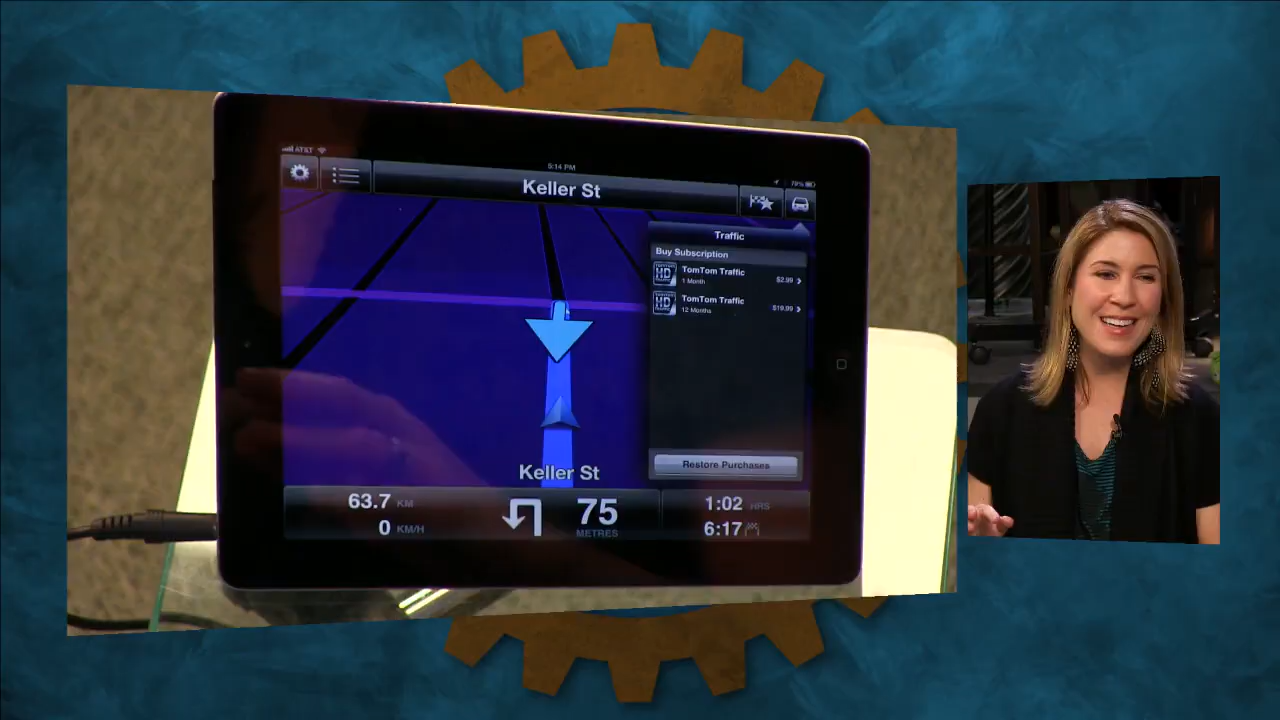 AT&T
5:14 PM
79%
Keller St
Traffic
Buy Subscription
TomTom Traffic
1 Month
$2.99
TomTom Traffic
12 Months
$19.99
HD
HD
Restore Purchases
Keller St
63.7 KM
0 KM/H
75
METRES
1:02 HRS
6:17